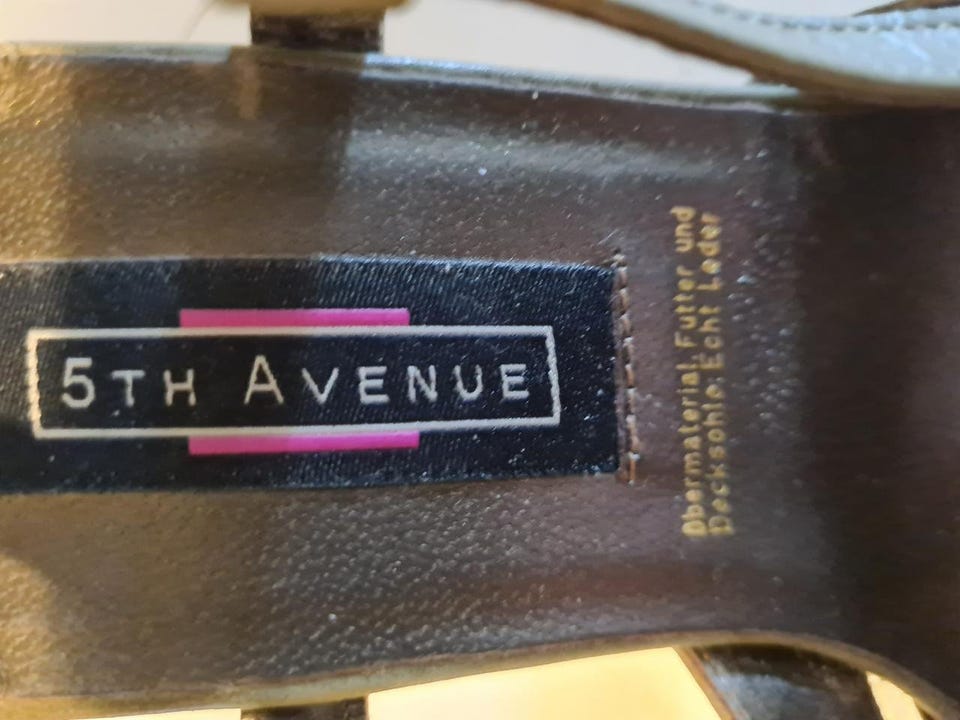 5TH AVENUE
Obermaterial, Futter und
Decksohle Echt Leder